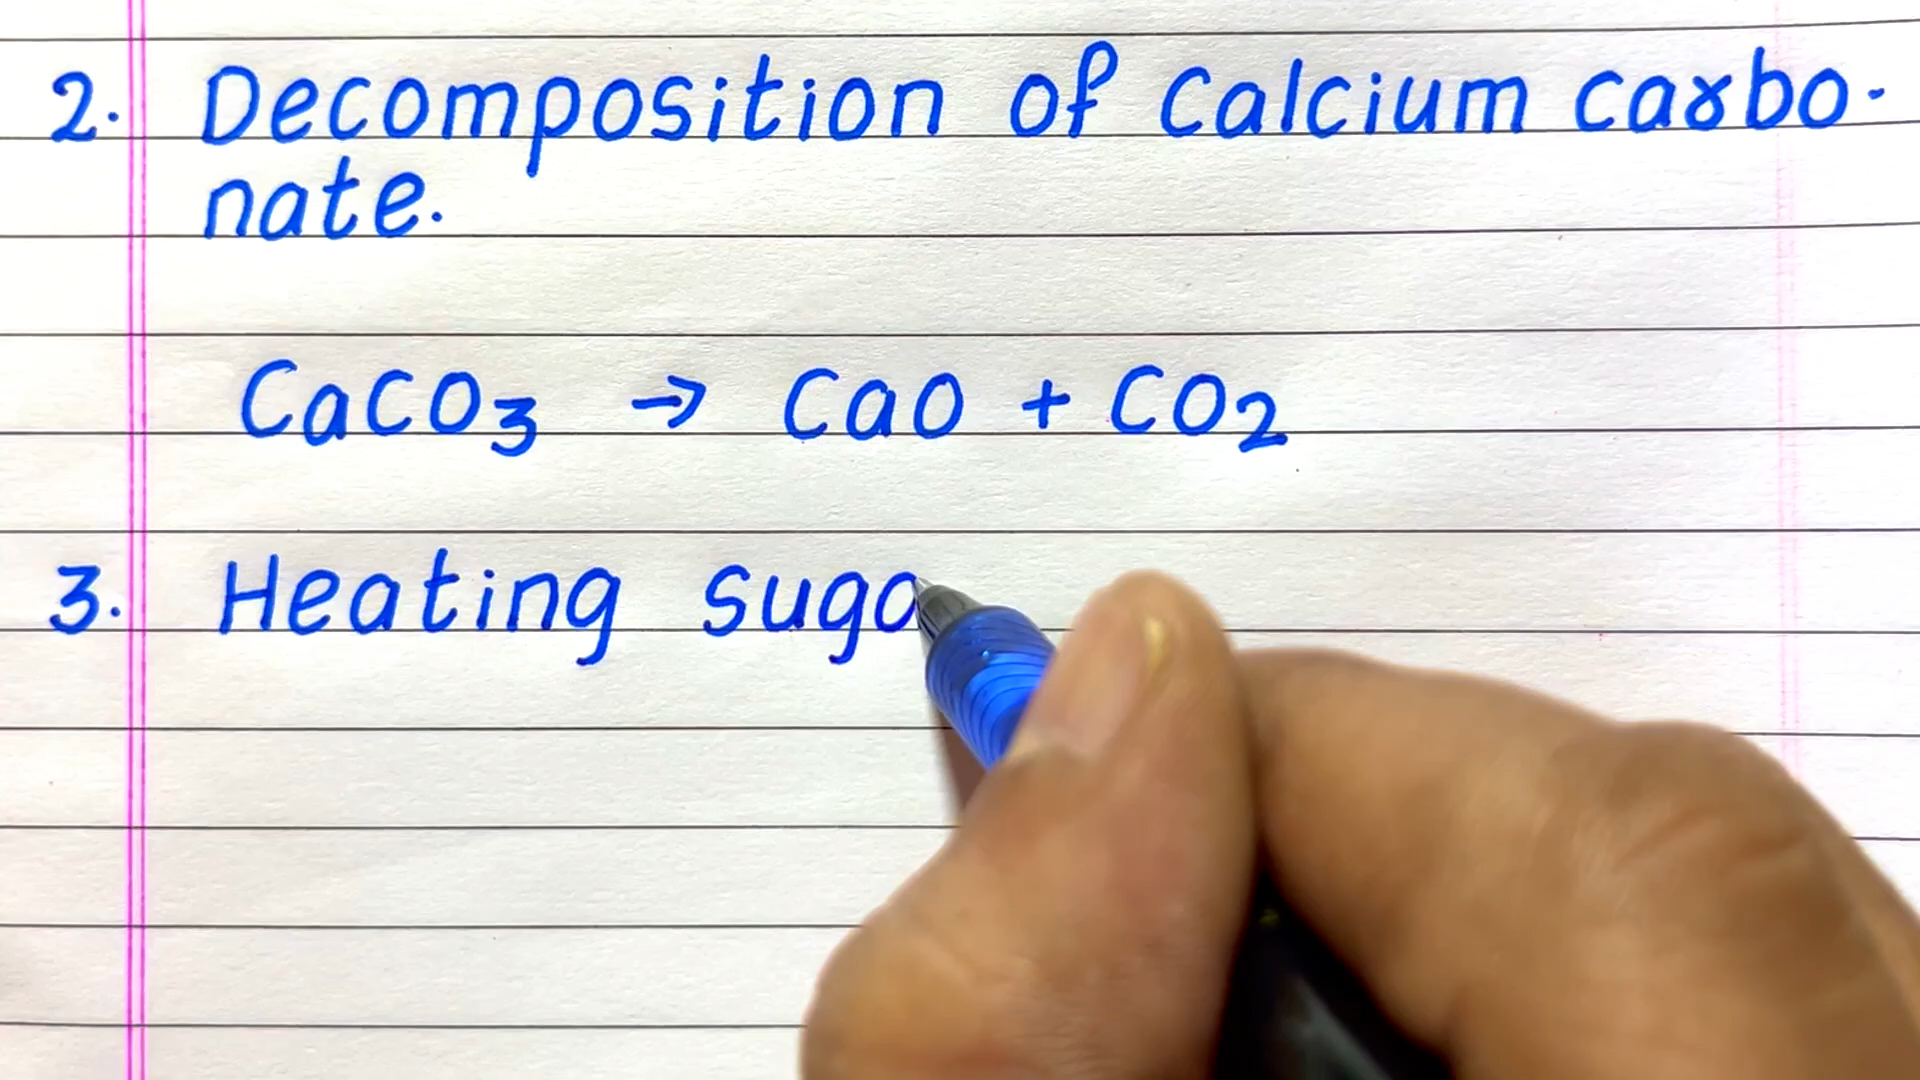 2. Decomposition of calcium carbo-
nate.
CaCO₃ → CaO + CO₂
3. Heating suga